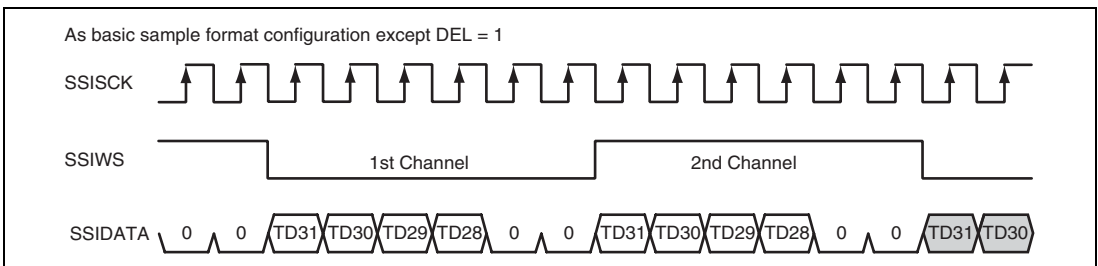 As basic sample format configuration except DEL = 1
SSISCK
SSIWS 1st Channel 2nd Channel
SSIDATA 0 0 TD31 TD30 TD29 TD28 0 0 TD31 TD30 TD29 TD28 0 0 TD31 TD30